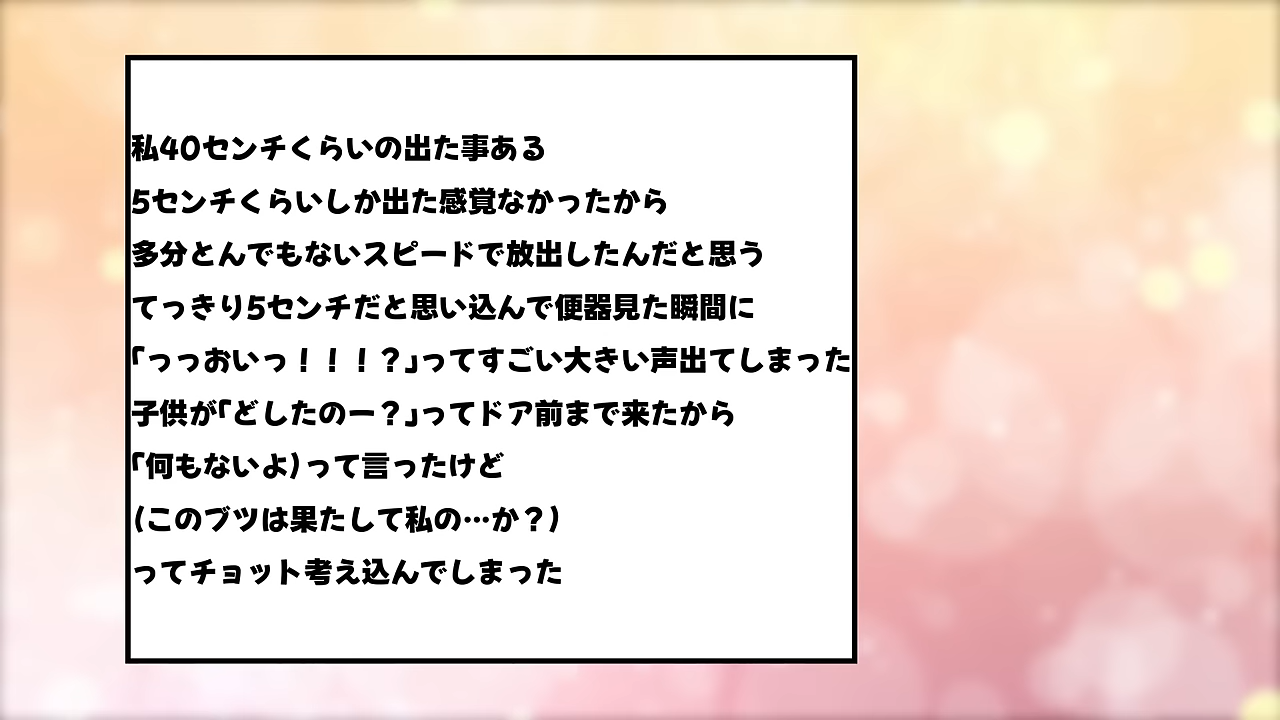 私40センチくらいの出た事ある
5センチくらいしか出た感覚なかったから
多分とんでもないスピードで放出したんだと思う
てっきり5センチだと思い込んで便器見た瞬間に
「っっおいっ！！！？」ってすごい大きい声出てしまった
子供が「どしたのー？」ってドア前まで来たから
「何もないよ）って言ったけど
（このブツは果たして私の…か？）
ってチョット考え込んでしまった